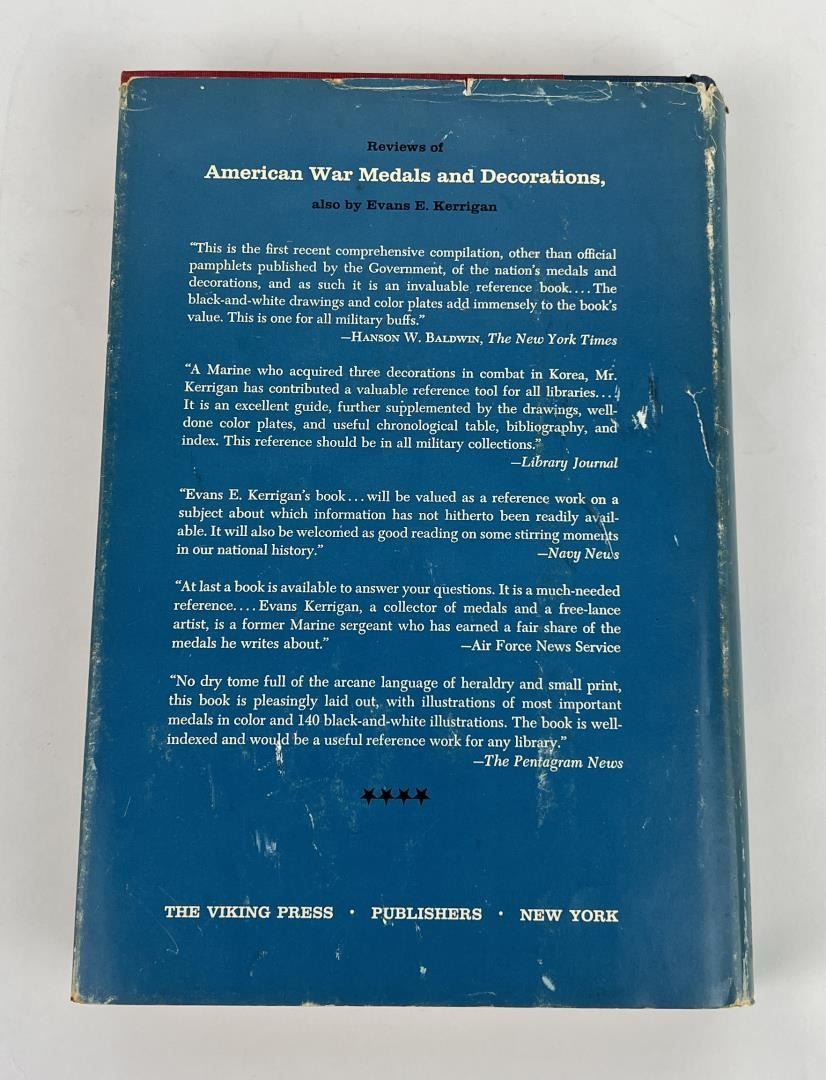 Reviews of
American War Medals and Decorations,
also by Evans E. Kerrigan
“This is the first recent comprehensive compilation, other than official
pamphlets published by the Government, of the nation’s medals and
decorations, and as such it is an invaluable reference book....The
black-and-white drawings and color plates add immensely to the book’s
value. This is one for all military buffs.”
—HANSON W. BALDWIN, The New York Times
“A Marine who acquired three decorations in combat in Korea, Mr.
Kerrigan has contributed a valuable reference tool for all libraries....
It is an excellent guide, further supplemented by the drawings, well-
done color plates, and useful chronological table, bibliography, and
index. This reference should be in all military collections.”
—Library Journal
“Evans E. Kerrigan’s book...will be valued as a reference work on a
subject about which information has not hitherto been readily avail-
able. It will also be welcomed as good reading on some stirring moments
in our national history.” —Navy News
“At last a book is available to answer your questions. It is a much-needed
reference....Evans Kerrigan, a collector of medals and a free-lance
artist, is a former Marine sergeant who has earned a fair share of the
medals he writes about.” —Air Force News Service
“No dry tome full of the arcane language of heraldry and small print,
this book is pleasingly laid out, with illustrations of most important
medals in color and 140 black-and-white illustrations. The book is well-
indexed and would be a useful reference work for any library.”
—The Pentagram News
★★★★
THE VIKING PRESS • PUBLISHERS • NEW YORK